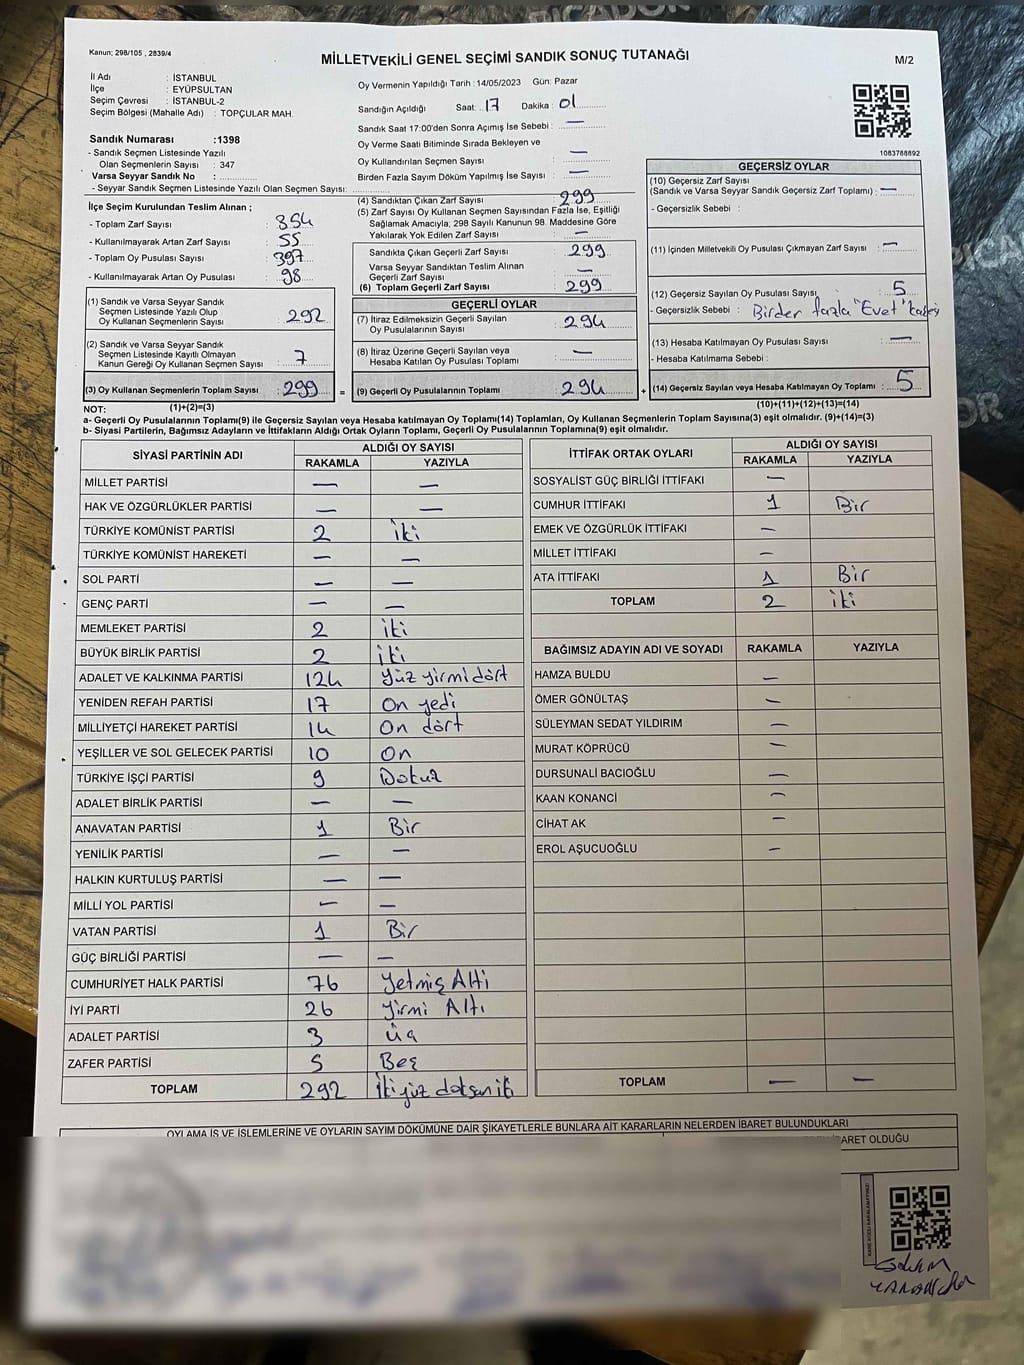 Kanun: 298/105 , 2839/4
MİLLETVEKİLİ GENEL SEÇİMİ SANDIK SONUÇ TUTANAĞI
M/2
İl Adı : İSTANBUL
İlçe : EYÜPSULTAN
Seçim Çevresi : İSTANBUL-2
Seçim Bölgesi (Mahalle Adı) : TOPÇULAR MAH.
Sandık Numarası :1398
- Sandık Seçmen Listesinde Yazılı
Olan Seçmenlerin Sayısı : 347
Varsa Seyyar Sandık No :
- Seyyar Sandık Seçmen Listesinde Yazılı Olan Seçmen Sayısı:
Oy Vermenin Yapıldığı Tarih : 14/05/2023 Gün: Pazar
Sandığın Açıldığı Saat: 17 Dakika : 01
Sandık Saat 17:00'den Sonra Açımış İse Sebebi : —
Oy Verme Saati Bitiminde Sırada Bekleyen ve
Oy Kullandırılan Seçmen Sayısı : —
Birden Fazla Sayım Döküm Yapılmış İse Sayısı : —
1083788892
İlçe Seçim Kurulundan Teslim Alınan ;
- Toplam Zarf Sayısı : 354
- Kullanılmayarak Artan Zarf Sayısı : 55
- Toplam Oy Pusulası Sayısı : 397
- Kullanılmayarak Artan Oy Pusulası : 98
(1) Sandık ve Varsa Seyyar Sandık
Seçmen Listesinde Yazılı Olup
Oy Kullanan Seçmenlerin Sayısı : 292
(2) Sandık ve Varsa Seyyar Sandık
Seçmen Listesinde Kayıtlı Olmayan
Kanun Gereği Oy Kullanan Seçmen Sayısı : 7
(3) Oy Kullanan Seçmenlerin Toplam Sayısı : 299 =
(4) Sandıktan Çıkan Zarf Sayısı : 299
(5) Zarf Sayısı Oy Kullanan Seçmen Sayısından Fazla İse, Eşitliği
Sağlamak Amacıyla, 298 Sayılı Kanunun 98. Maddesine Göre
Yakılarak Yok Edilen Zarf Sayısı : —
Sandıkta Çıkan Geçerli Zarf Sayısı : 299
Varsa Seyyar Sandıktan Teslim Alınan
Geçerli Zarf Sayısı : —
(6) Toplam Geçerli Zarf Sayısı : 299
GEÇERLİ OYLAR
(7) İtiraz Edilmeksizin Geçerli Sayılan
Oy Pusulalarının Sayısı : 294
(8) İtiraz Üzerine Geçerli Sayılan veya
Hesaba Katılan Oy Pusulası Toplamı : —
(9) Geçerli Oy Pusulalarının Toplamı : 294 +
GEÇERSİZ OYLAR
(10) Geçersiz Zarf Sayısı
(Sandık ve Varsa Seyyar Sandık Geçersiz Zarf Toplamı) : —
- Geçersizlik Sebebi :
(11) İçinden Milletvekili Oy Pusulası Çıkmayan Zarf Sayısı : —
(12) Geçersiz Sayılan Oy Pusulası Sayısı : 5
- Geçersizlik Sebebi : Birder fazla "Evet"
(13) Hesaba Katılmayan Oy Pusulası Sayısı : —
- Hesaba Katılmama Sebebi :
(14) Geçersiz Sayılan veya Hesaba Katılmayan Oy Toplamı : 5
NOT: (1)+(2)=(3) (10)+(11)+(12)+(13)=(14)
a- Geçerli Oy Pusulalarının Toplamı(9) ile Geçersiz Sayılan veya Hesaba Katılmayan Oy Toplamı(14) Toplamları, Oy Kullanan Seçmenlerin Toplam Sayısına(3) eşit olmalıdır. (9)+(14)=(3)
b- Siyasi Partilerin, Bağımsız Adayların ve İttifakların Aldığı Ortak Oyların Toplamı, Geçerli Oy Pusulalarının Toplamına(9) eşit olmalıdır.
SİYASİ PARTİNİN ADI ALDIĞI OY SAYISI
RAKAMLA YAZIYLA
MİLLET PARTİSİ — —
HAK VE ÖZGÜRLÜKLER PARTİSİ — —
TÜRKİYE KOMÜNİST PARTİSİ 2 iki
TÜRKİYE KOMÜNİST HAREKETİ — —
SOL PARTİ — —
GENÇ PARTİ — —
MEMLEKET PARTİSİ 2 iki
BÜYÜK BİRLİK PARTİSİ 2 iki
ADALET VE KALKINMA PARTİSİ 124 Yüz yirmi dört
YENİDEN REFAH PARTİSİ 17 On yedi
MİLLİYETÇİ HAREKET PARTİSİ 14 On dört
YEŞİLLER VE SOL GELECEK PARTİSİ 10 On
TÜRKİYE İŞÇİ PARTİSİ 9 Dokuz
ADALET BİRLİK PARTİSİ — —
ANAVATAN PARTİSİ 1 Bir
YENİLİK PARTİSİ — —
HALKIN KURTULUŞ PARTİSİ — —
MİLLİ YOL PARTİSİ — —
VATAN PARTİSİ 1 Bir
GÜÇ BİRLİĞİ PARTİSİ — —
CUMHURİYET HALK PARTİSİ 76 Yetmiş Altı
İYİ PARTİ 26 Yirmi Altı
ADALET PARTİSİ 3 üç
ZAFER PARTİSİ 5 Beş
TOPLAM 292 İkiyüz doksan iki
İTTİFAK ORTAK OYLARI ALDIĞI OY SAYISI
RAKAMLA YAZIYLA
SOSYALİST GÜÇ BİRLİĞİ İTTİFAKI —
CUMHUR İTTİFAKI 1 Bir
EMEK VE ÖZGÜRLÜK İTTİFAKI —
MİLLET İTTİFAKI —
ATA İTTİFAKI 1 Bir
TOPLAM 2 iki
BAĞIMSIZ ADAYIN ADI VE SOYADI RAKAMLA YAZIYLA
HAMZA BULDU —
ÖMER GÖNÜLTAŞ —
SÜLEYMAN SEDAT YILDIRIM —
MURAT KÖPRÜCÜ —
DURSUNALİ BACIOĞLU —
KAAN KONANCİ —
CİHAT AK —
EROL AŞUCUOĞLU —
TOPLAM — —
OYLAMA İŞ VE İŞLEMLERİNE VE OYLARIN SAYIM DÖKÜMÜNE DAİR ŞİKAYETLERLE BUNLARA AİT KARARLARIN NELERDEN İBARET BULUNDUKLARI
BARET OLDUĞU